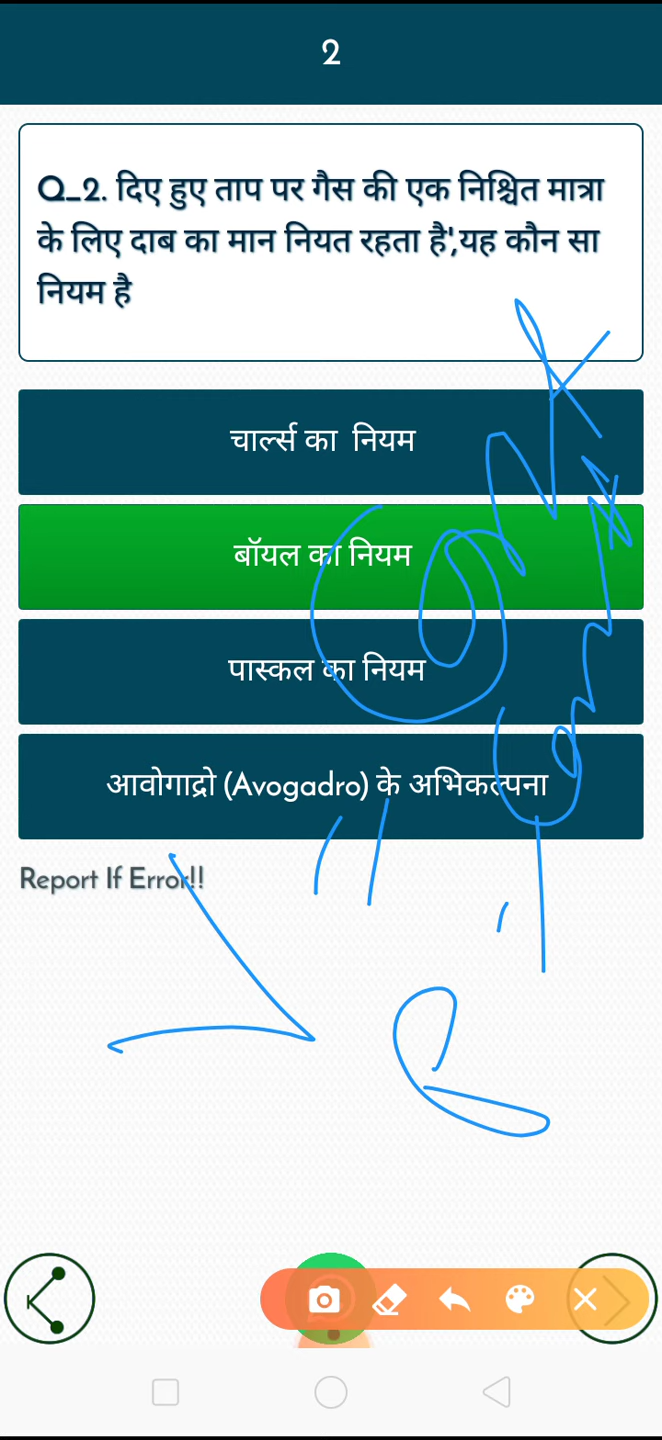 2
Q_2. दिए हुए ताप पर गैस की एक निश्चित मात्रा
के लिए दाब का मान नियत रहता है',यह कौन सा
नियम है
चार्ल्स का नियम
बॉयल का नियम
पास्कल का नियम
आवोगाद्रो (Avogadro) के अभिकल्पना
Report If Error!!